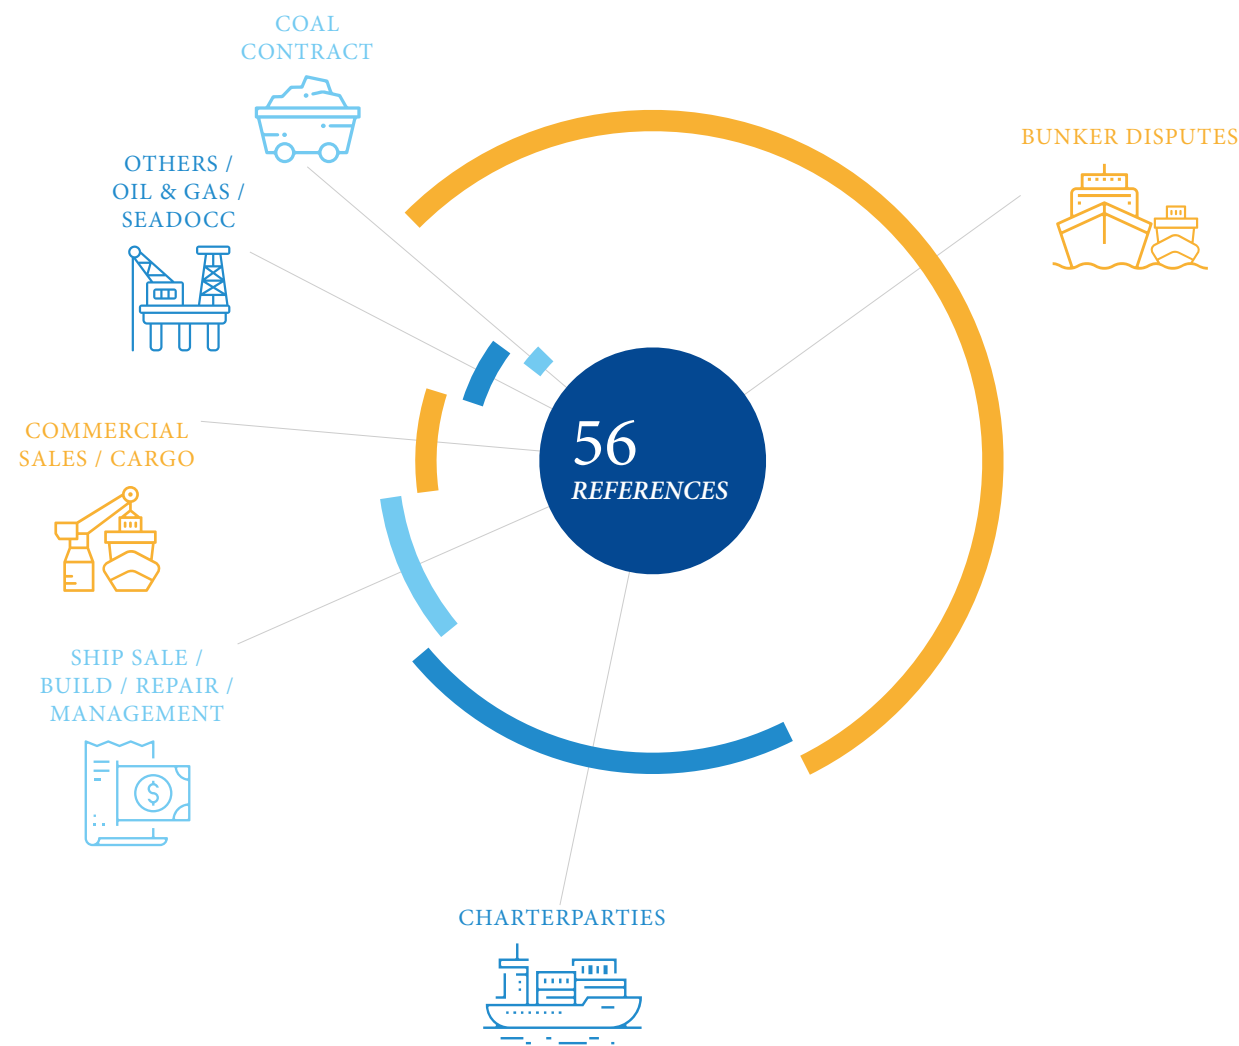 COAL
CONTRACT
BUNKER DISPUTES
OTHERS /
OIL & GAS /
SEADOCC
COMMERCIAL
SALES / CARGO
56
REFERENCES
SHIP SALE /
BUILD / REPAIR /
MANAGEMENT
$
CHARTERPARTIES